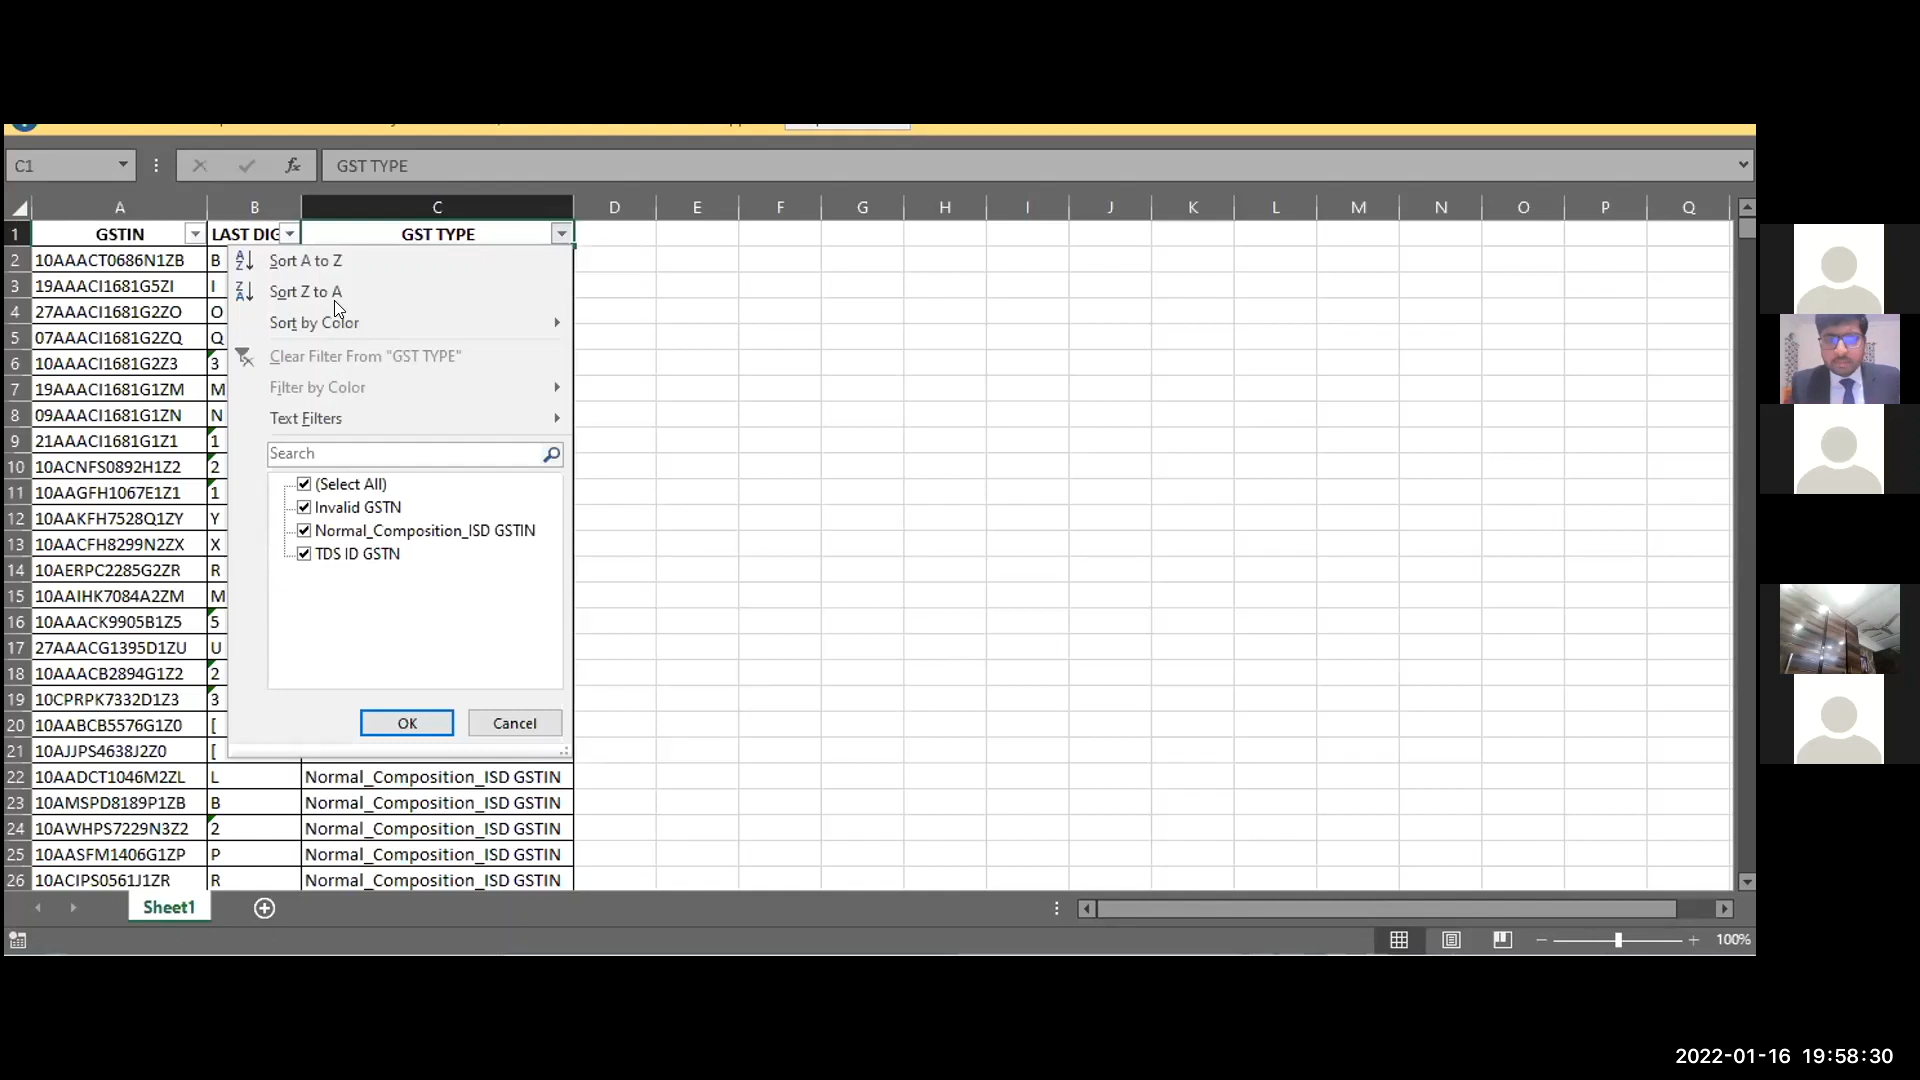 C1 fx GST TYPE
A B C D E F G H I J K L M N O P Q
1 GSTIN LAST DIG GST TYPE
2 10AAACT0686N1ZB B
3 19AAACI1681G5ZI I
4 27AAACI1681G2ZO O
5 07AAACI1681G2ZQ Q
6 10AAACI1681G2Z3 3
7 19AAACI1681G1ZM M
8 09AAACI1681G1ZN N
9 21AAACI1681G1Z1 1
10 10ACNFS0892H1Z2 2
11 10AAGFH1067E1Z1 1
12 10AAKFH7528Q1ZY Y
13 10AACFH8299N2ZX X
14 10AERPC2285G2ZR R
15 10AAIHK7084A2ZM M
16 10AAACK9905B1Z5 5
17 27AAACG1395D1ZU U
18 10AAACB2894G1Z2 2
19 10CPRPK7332D1Z3 3
20 10AABCB5576G1Z0 [
21 10AJJPS4638J2Z0 [
22 10AADCT1046M2ZL L Normal_Composition_ISD GSTIN
23 10AMSPD8189P1ZB B Normal_Composition_ISD GSTIN
24 10AWHPS7229N3Z2 2 Normal_Composition_ISD GSTIN
25 10AASFM1406G1ZP P Normal_Composition_ISD GSTIN
26 10ACIPS0561J1ZR R Normal_Composition_ISD GSTIN
Sort A to Z
Sort Z to A
Sort by Color
Clear Filter From "GST TYPE"
Filter by Color
Text Filters
Search
(Select All)
Invalid GSTN
Normal_Composition_ISD GSTIN
TDS ID GSTN
OK Cancel
Sheet1
100%
2022-01-16 19:58:30